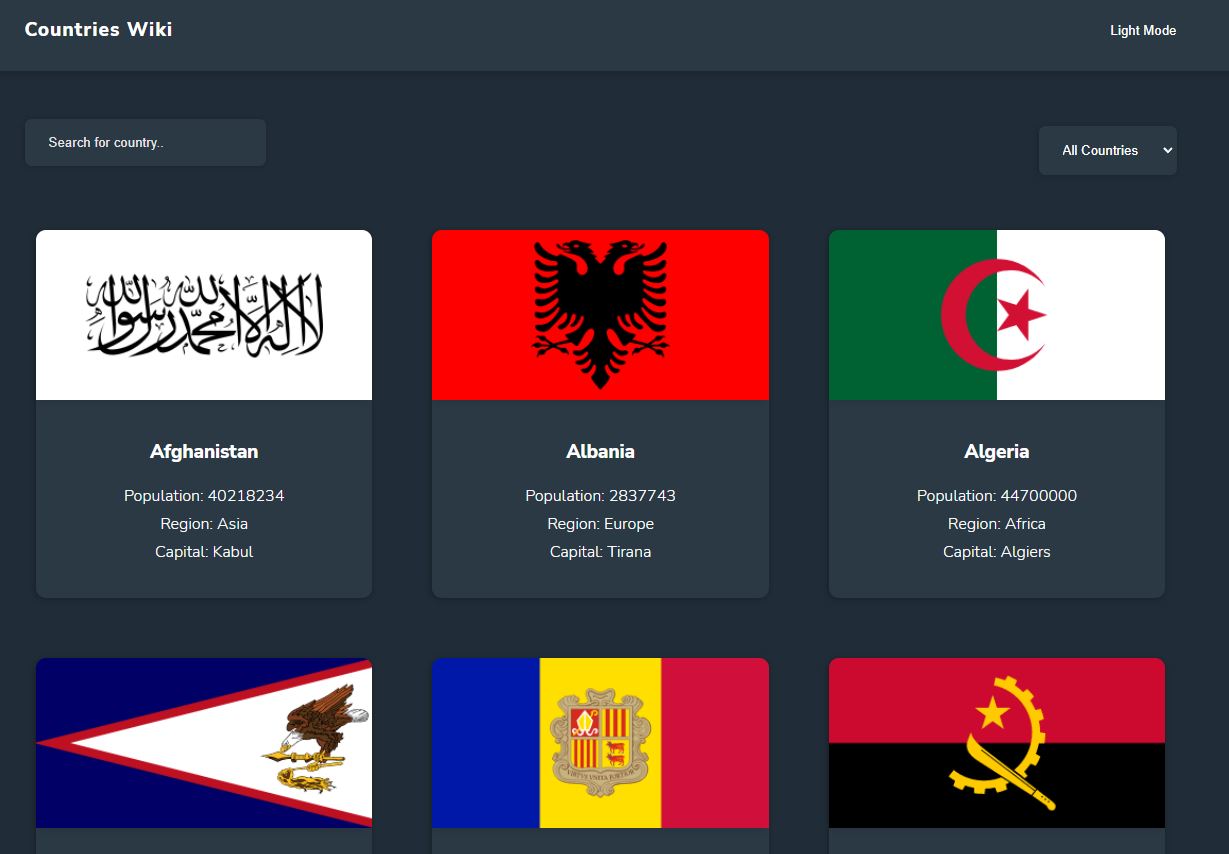 Countries Wiki
Light Mode
Search for country..
All Countries
لا إله إلا الله محمد رسول الله
Afghanistan
Population: 40218234
Region: Asia
Capital: Kabul
Albania
Population: 2837743
Region: Europe
Capital: Tirana
Algeria
Population: 44700000
Region: Africa
Capital: Algiers
VIRTVS VNITA FORTIOR